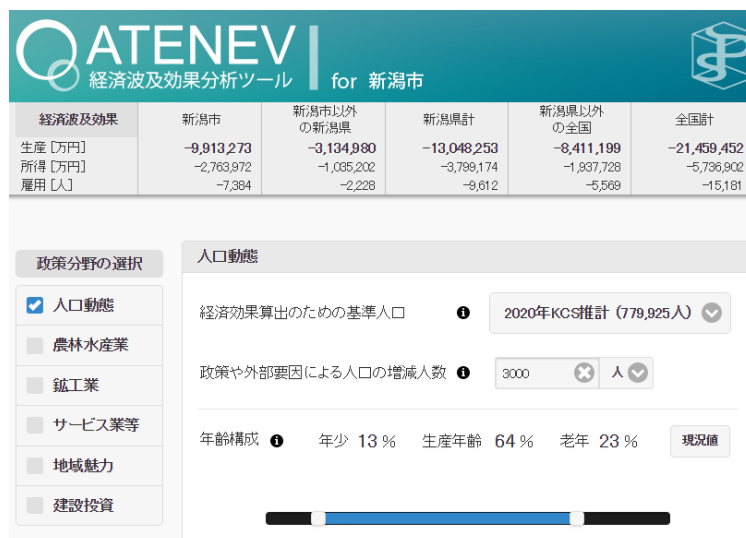 ATENEV
経済波及効果分析ツール for 新潟市
経済波及効果 新潟市 新潟市以外の新潟県 新潟県計 新潟県以外の全国 全国計
生産 [万円] −9,913,273 −3,134,980 −13,048,253 −8,411,199 −21,459,452
所得 [万円] −2,763,972 −1,035,202 −3,799,174 −1,937,728 −5,736,902
雇用 [人] −7,384 −2,228 −9,612 −5,569 −15,181
政策分野の選択
人口動態
農林水産業
鉱工業
サービス業等
地域魅力
建設投資
人口動態
経済効果算出のための基準人口 2020年KCS推計 (779,925人)
政策や外部要因による人口の増減人数 3000 人
年齢構成 年少 13 % 生産年齢 64 % 老年 23 % 現況値